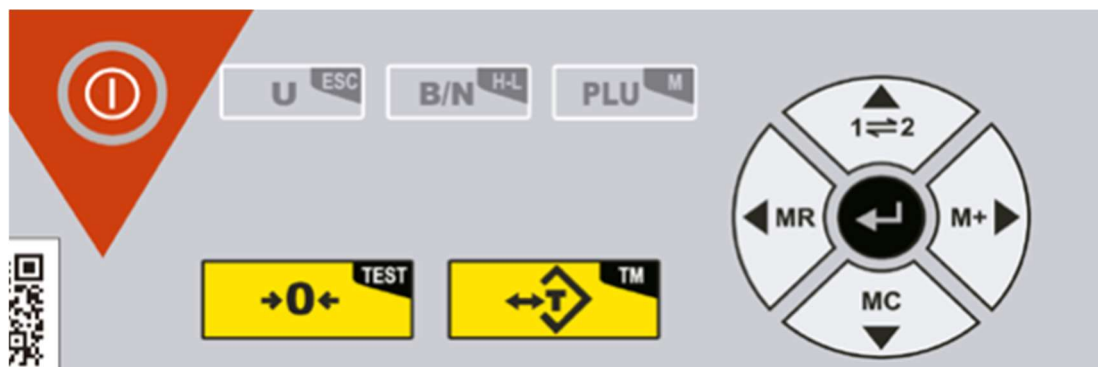 U ESC B/N H-L PLU M
1⇌2
MR M+
MC
→0← TEST ↔T TM